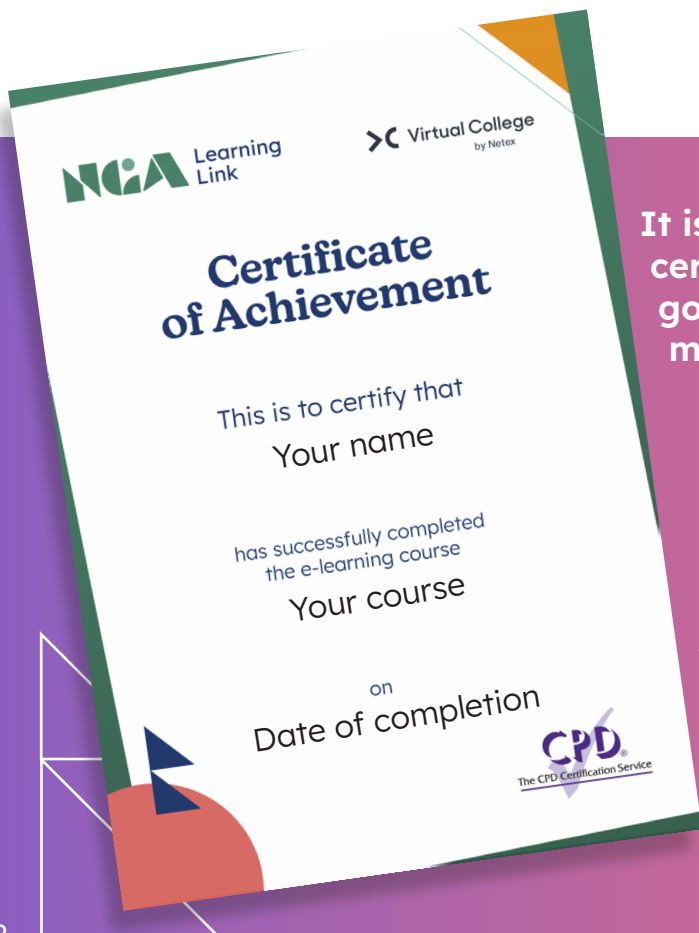 NGA Learning
Link
Virtual College
by Netex
Certificate
of Achievement
This is to certify that
Your name
has successfully completed
the e-learning course
Your course
on
Date of completion
CPD®
The CPD Certification Service
It is
cer
go
m